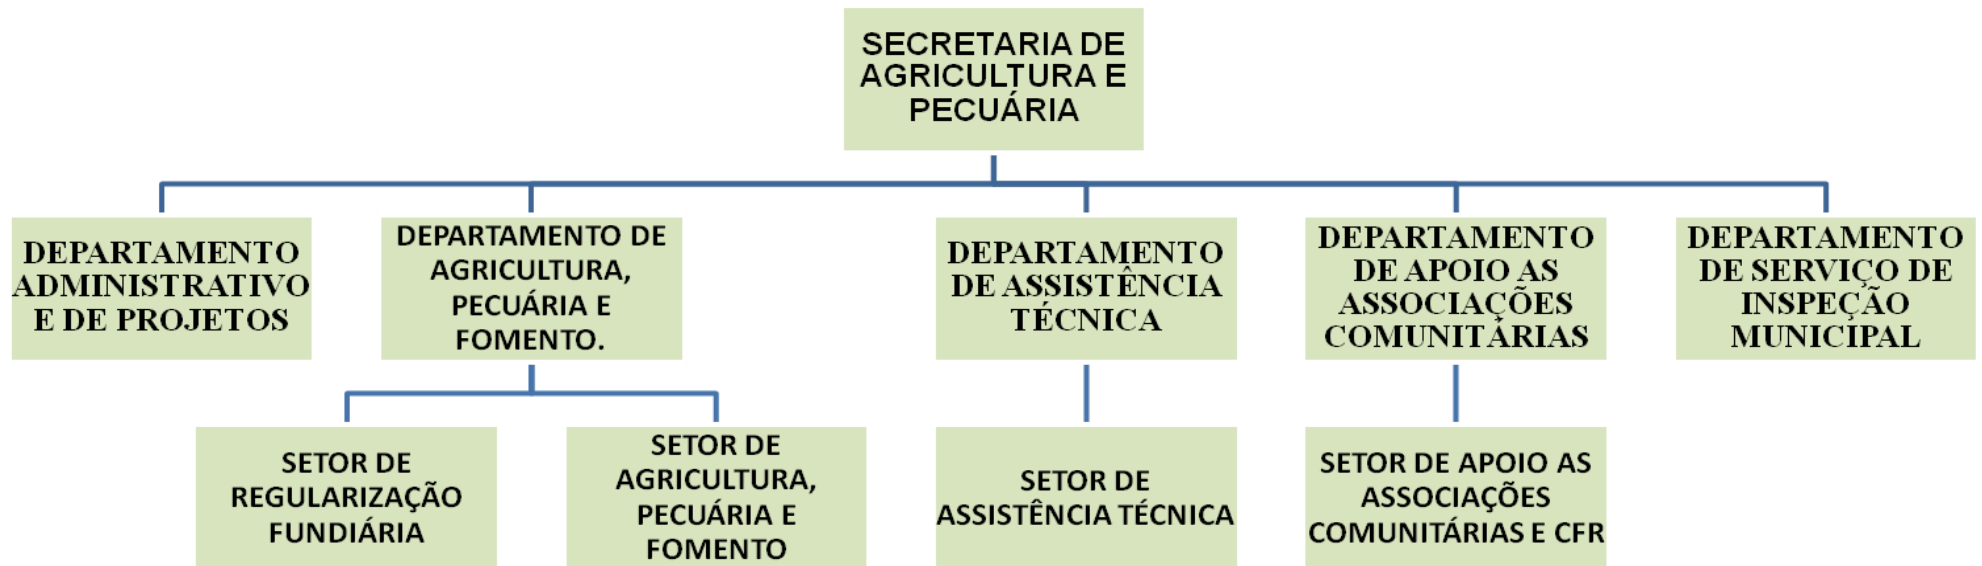 SECRETARIA DE
AGRICULTURA E
PECUÁRIA
DEPARTAMENTO
ADMINISTRATIVO
E DE PROJETOS
DEPARTAMENTO DE
AGRICULTURA,
PECUÁRIA E
FOMENTO.
DEPARTAMENTO
DE ASSISTÊNCIA
TÉCNICA
DEPARTAMENTO
DE APOIO AS
ASSOCIAÇÕES
COMUNITÁRIAS
DEPARTAMENTO
DE SERVIÇO DE
INSPEÇÃO
MUNICIPAL
SETOR DE
REGULARIZAÇÃO
FUNDIÁRIA
SETOR DE
AGRICULTURA,
PECUÁRIA E
FOMENTO
SETOR DE
ASSISTÊNCIA TÉCNICA
SETOR DE APOIO AS
ASSOCIAÇÕES
COMUNITÁRIAS E CFR